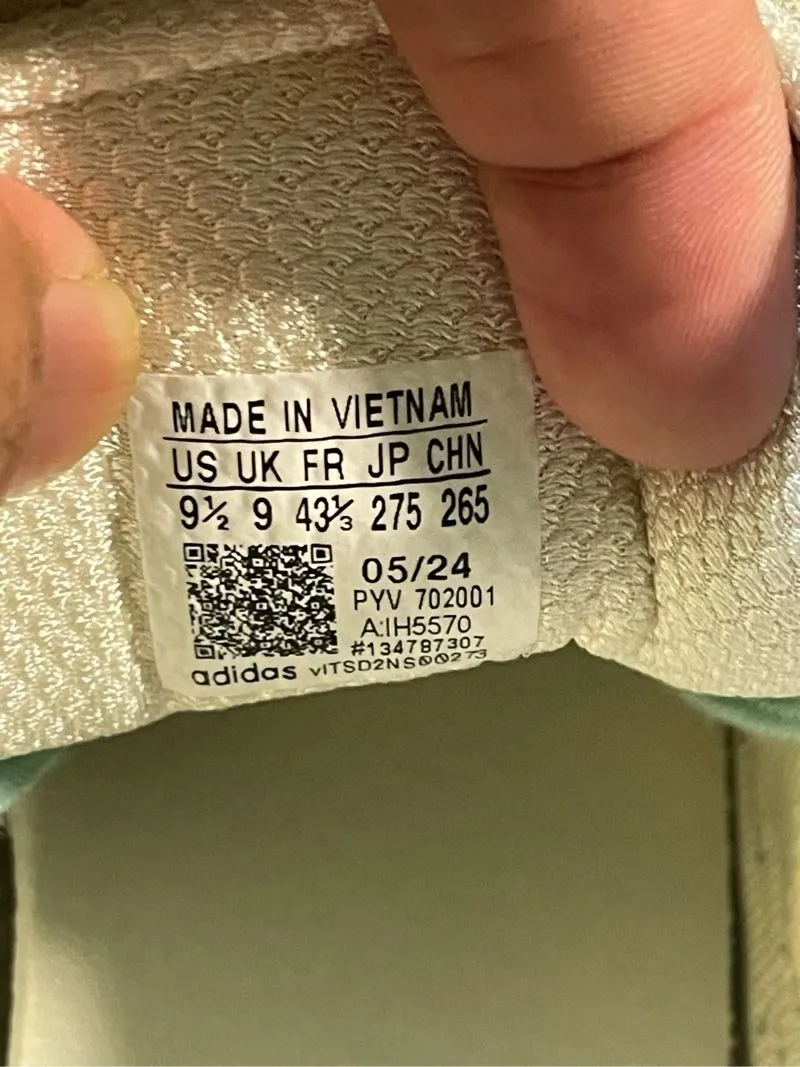 MADE IN VIETNAM
US UK FR JP CHN
9½ 9 43⅓ 275 265
05/24
PYV 702001
A:IH5570
#134787307
adidas vITSD2NS00273